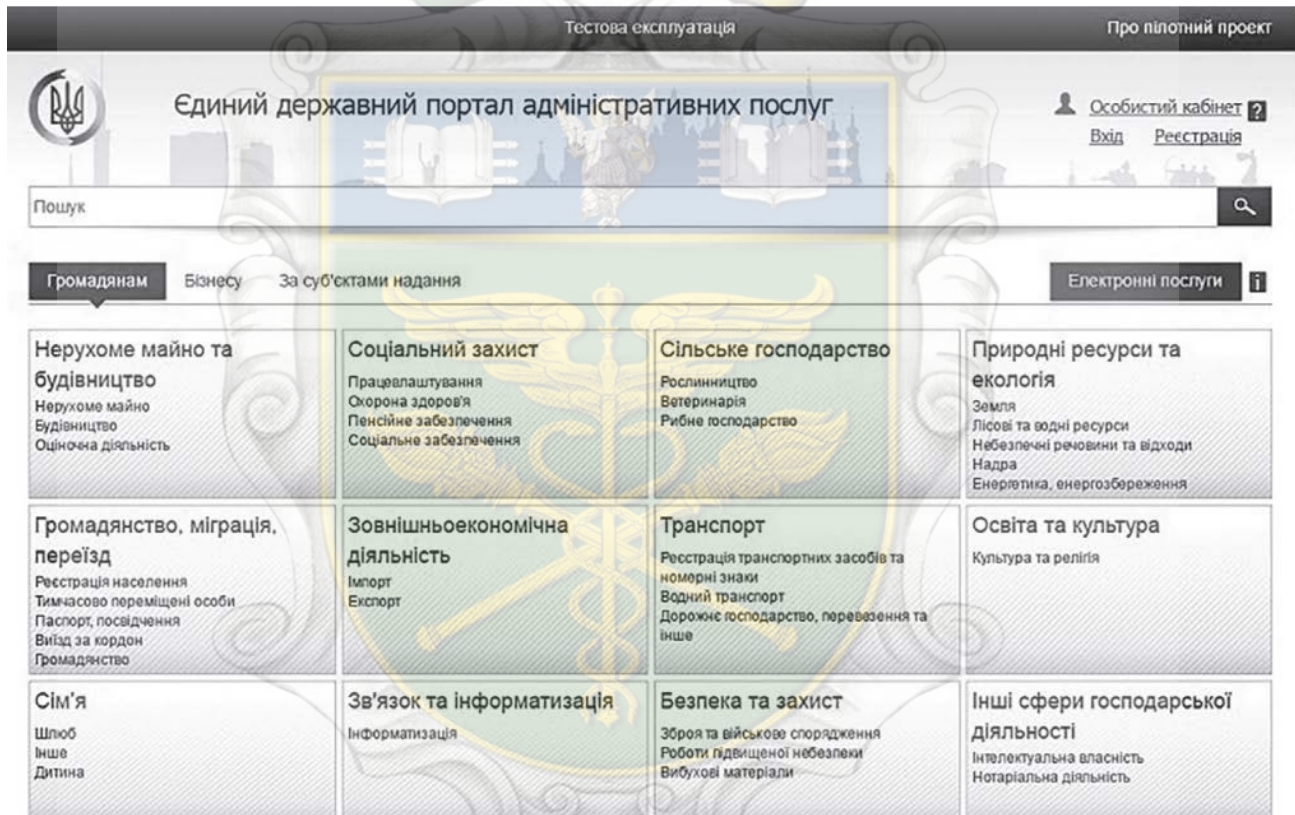 Тестова експлуатація
Про пілотний проект
Єдиний державний портал адміністративних послуг
Особистий кабінет ?
Вхід Реєстрація
Пошук
Громадянам Бізнесу За суб'єктами надання Електронні послуги i
Нерухоме майно та
будівництво
Нерухоме майно
Будівництво
Оціночна діяльність
Соціальний захист
Працевлаштування
Охорона здоров'я
Пенсійне забезпечення
Соціальне забезпечення
Сільське господарство
Рослинництво
Ветеринарія
Рибне господарство
Природні ресурси та
екологія
Земля
Лісові та водні ресурси
Небезпечні речовини та відходи
Надра
Енергетика, енергозбереження
Громадянство, міграція,
переїзд
Реєстрація населення
Тимчасово переміщені особи
Паспорт, посвідчення
Виїзд за кордон
Громадянство
Зовнішньоекономічна
діяльність
Імпорт
Експорт
Транспорт
Реєстрація транспортних засобів та
номерні знаки
Водний транспорт
Дорожнє господарство, перевезення та
інше
Освіта та культура
Культура та релігія
Сім'я
Шлюб
Інше
Дитина
Зв'язок та інформатизація
Інформатизація
Безпека та захист
Зброя та військове спорядження
Роботи підвищеної небезпеки
Вибухові матеріали
Інші сфери господарської
діяльності
Інтелектуальна власність
Нотаріальна діяльність